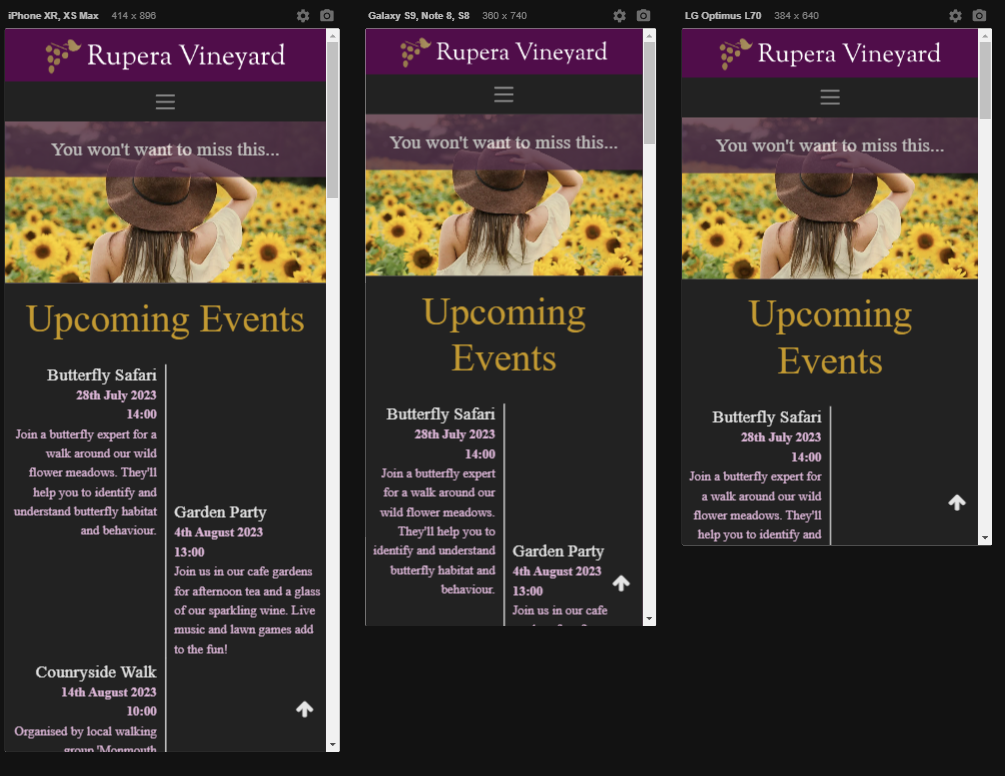 iPhone XR, XS Max 414 x 896
Rupera Vineyard
You won't want to miss this...
Upcoming Events
Butterfly Safari
28th July 2023
14:00
Join a butterfly expert for a
walk around our wild
flower meadows. They'll
help you to identify and
understand butterfly habitat
and behaviour.
Garden Party
4th August 2023
13:00
Join us in our cafe gardens
for afternoon tea and a glass
of our sparkling wine. Live
music and lawn games add
to the fun!
Counryside Walk
14th August 2023
10:00
Organised by local walking
group 'Monmouth
Galaxy S9, Note 8, S8 360 x 740
Rupera Vineyard
You won't want to miss this...
Upcoming
Events
Butterfly Safari
28th July 2023
14:00
Join a butterfly expert
for a walk around our
wild flower meadows.
They'll help you to
identify and understand
butterfly habitat and
behaviour.
Garden Party
4th August 2023
13:00
Join us in our cafe
LG Optimus L70 384 x 640
Rupera Vineyard
You won't want to miss this...
Upcoming
Events
Butterfly Safari
28th July 2023
14:00
Join a butterfly expert for
a walk around our wild
flower meadows. They'll
help you to identify and